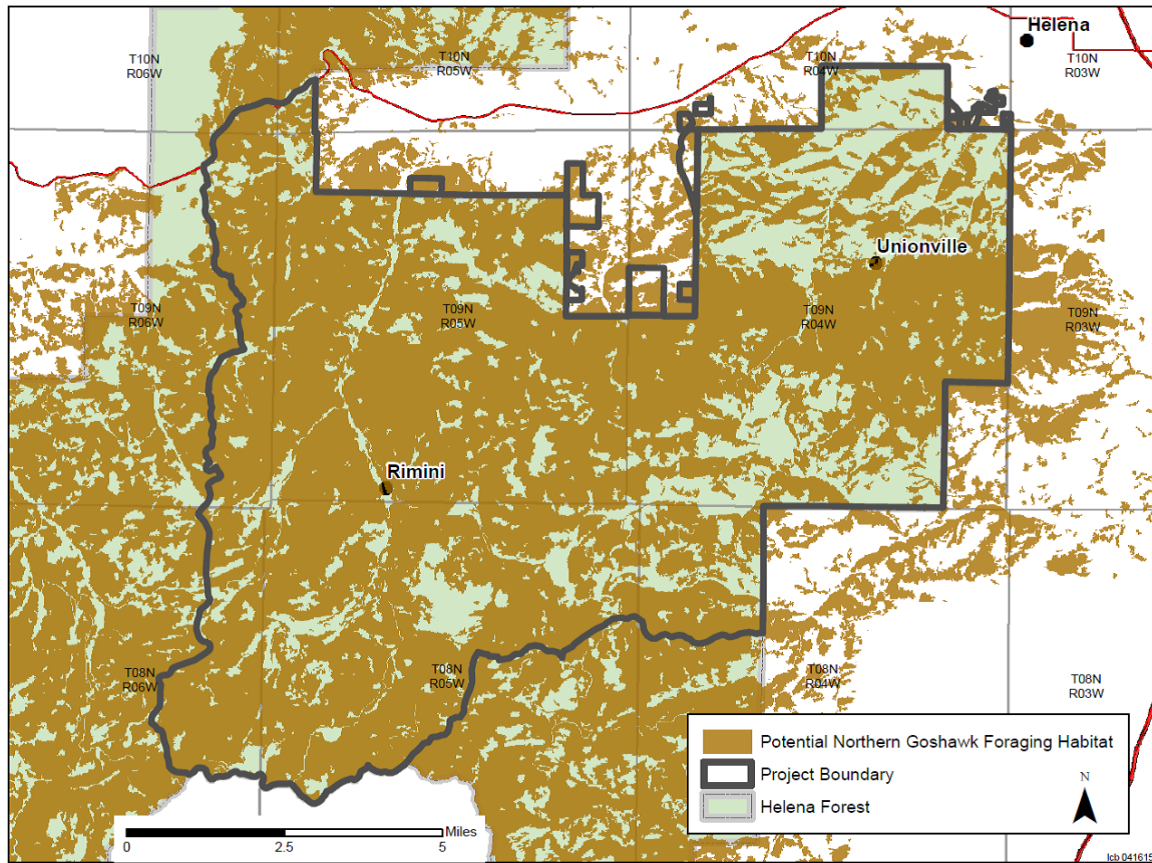 Helena
T10N
R06W
T10N
R05W
T10N
R04W
T10N
R03W
Unionville
T09N
R06W
T09N
R05W
T09N
R04W
T09N
R03W
Rimini
T08N
R06W
T08N
R05W
T08N
R04W
T08N
R03W
Potential Northern Goshawk Foraging Habitat
Project Boundary
Helena Forest
N
Miles
0 2.5 5
lcb 041615